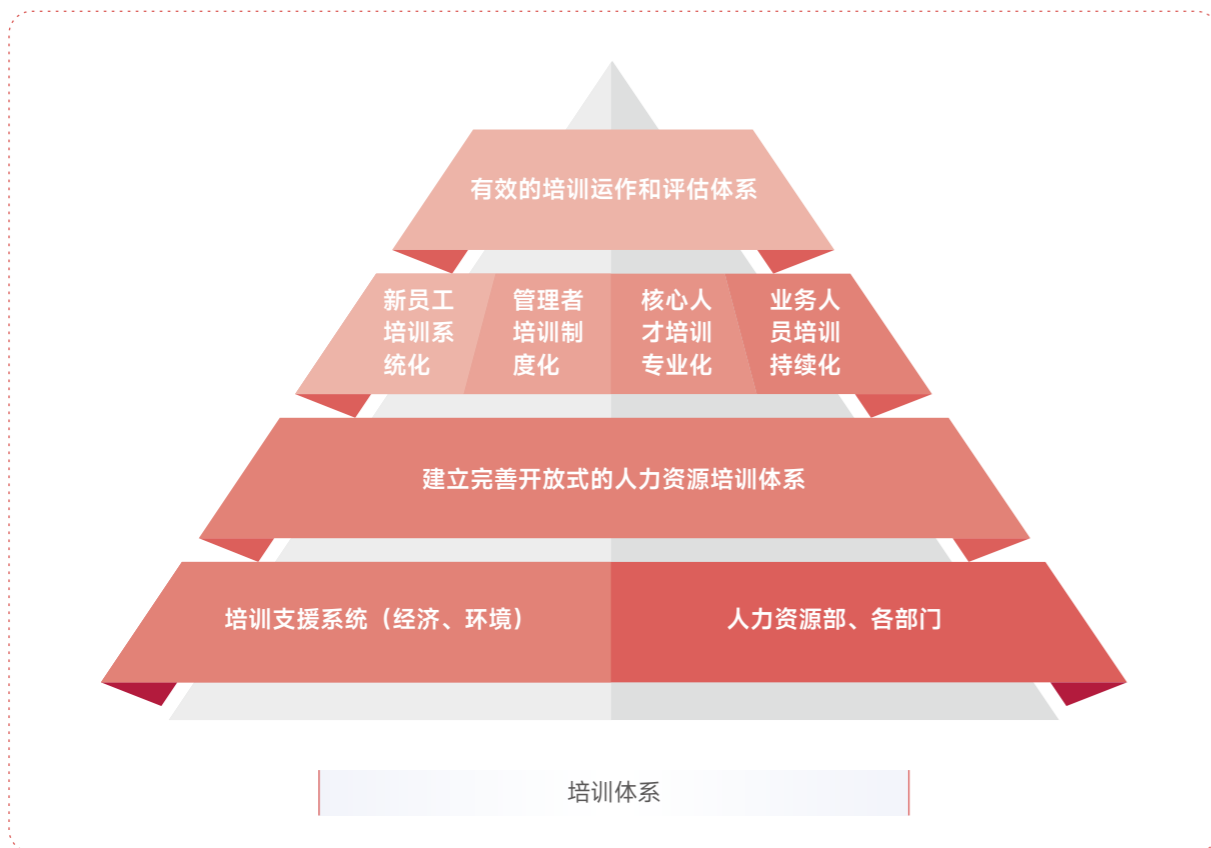 有效的培训运作和评估体系
新员工
培训系
统化
管理者
培训制
度化
核心人
才培训
专业化
业务人
员培训
持续化
建立完善开放式的人力资源培训体系
培训支援系统（经济、环境）
人力资源部、各部门
培训体系